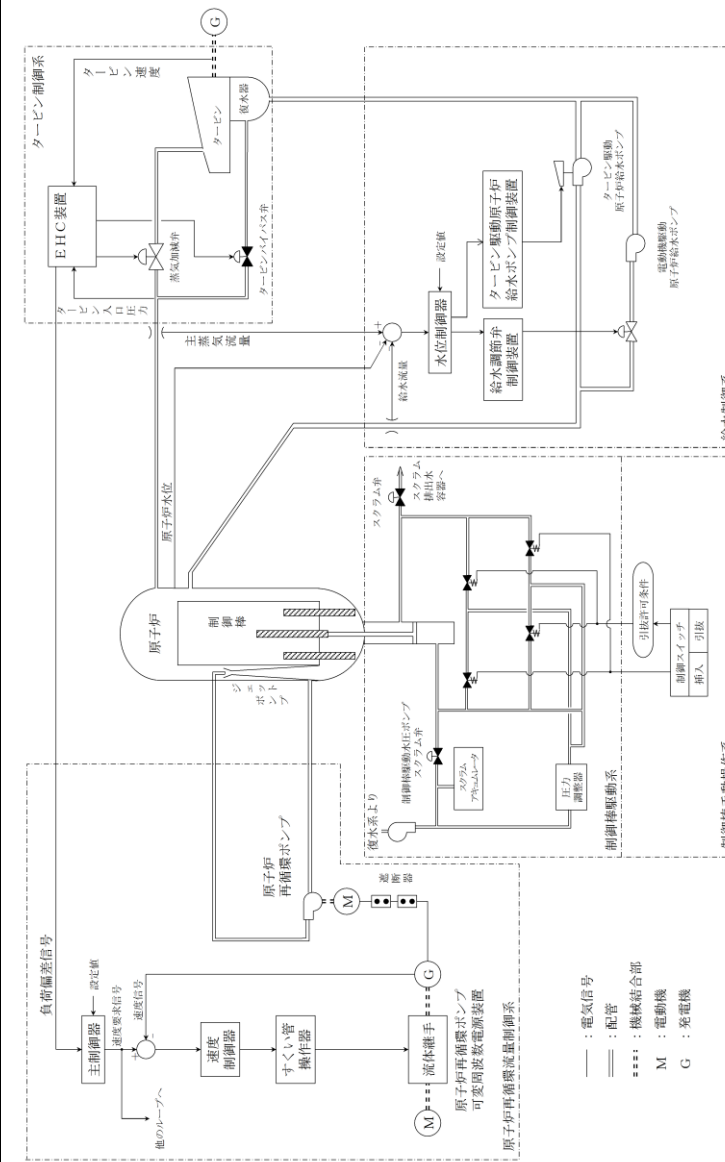 負荷偏差信号
主制御器
設定値
速度要求信号
速度信号
他のループへ
+
-
速度
制御器
すくい管
操作器
流体継手
M
G
原子炉再循環ポンプ
可変周波数電源装置
原子炉再循環流量制御系
原子炉
再循環ポンプ
M
遮断器
ジェットポンプ
原子炉
制御棒
原子炉水位
タービン制御系
EHC装置
タービン速度
タービン入口圧力
蒸気加減弁
タービンバイパス弁
タービン
復水器
G
主蒸気流量
給水流量
+
-
-
水位制御器
設定値
タービン駆動原子炉
給水ポンプ制御装置
給水調節弁
制御装置
タービン駆動
原子炉給水ポンプ
電動機駆動
原子炉給水ポンプ
復水系より
制御棒駆動水圧ポンプ
スクラム弁
スクラム
アキュムレータ
圧力
調整器
スクラム弁
スクラム
排出水
容器へ
制御棒駆動系
引抜許可条件
制御スイッチ
挿入
引抜
:電気信号
:配管
:機械結合部
M :電動機
G :発電機